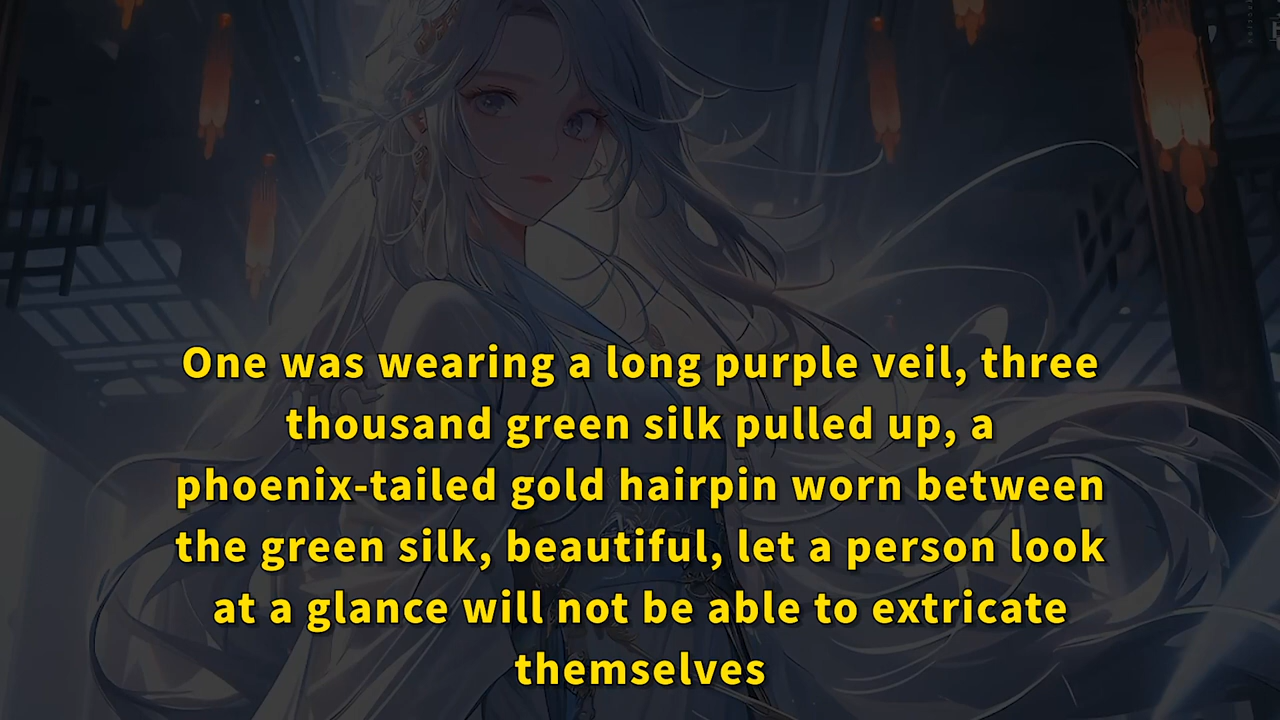 One was wearing a long purple veil, three
thousand green silk pulled up, a
phoenix-tailed gold hairpin worn between
the green silk, beautiful, let a person look
at a glance will not be able to extricate
themselves